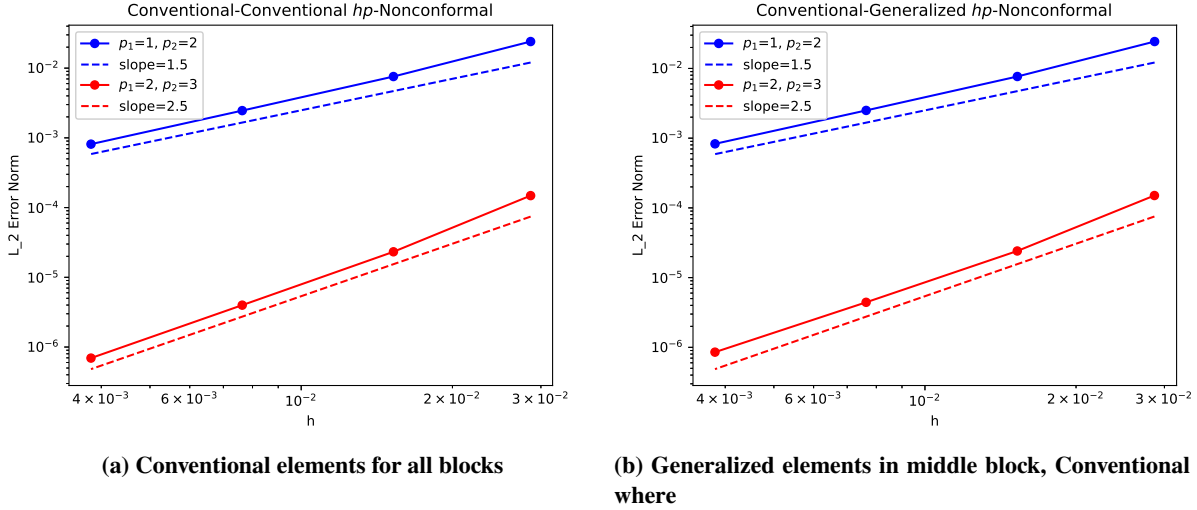 Conventional-Conventional hp-Nonconformal
p₁=1, p₂=2
slope=1.5
p₁=2, p₂=3
slope=2.5
10⁻²
10⁻³
10⁻⁴
10⁻⁵
10⁻⁶
L_2 Error Norm
4 × 10⁻³
6 × 10⁻³
10⁻²
2 × 10⁻²
3 × 10⁻²
h
(a) Conventional elements for all blocks
Conventional-Generalized hp-Nonconformal
p₁=1, p₂=2
slope=1.5
p₁=2, p₂=3
slope=2.5
10⁻²
10⁻³
10⁻⁴
10⁻⁵
10⁻⁶
L_2 Error Norm
4 × 10⁻³
6 × 10⁻³
10⁻²
2 × 10⁻²
3 × 10⁻²
h
(b) Generalized elements in middle block, Conventional
where